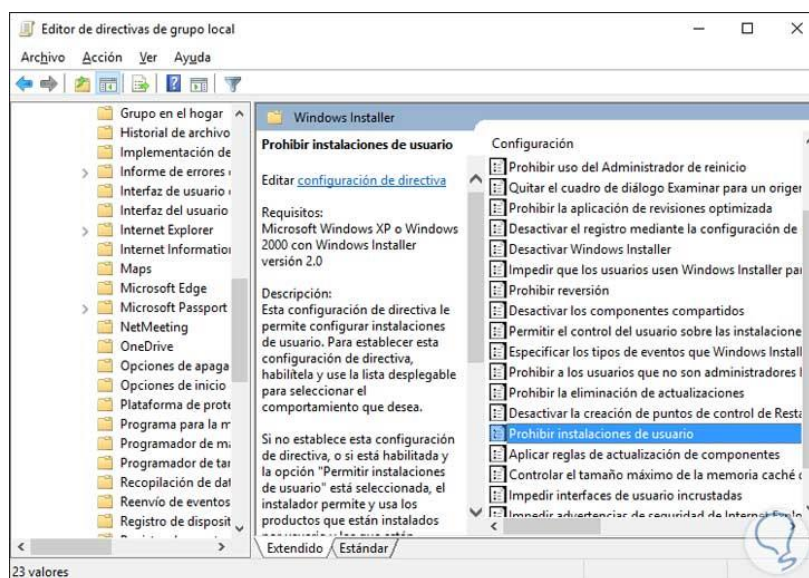 Editor de directivas de grupo local
Archivo Acción Ver Ayuda
Grupo en el hogar
Historial de archivo
Implementación de
Informe de errores
Interfaz de usuario
Interfaz del usuario
Internet Explorer
Internet Information
Maps
Microsoft Edge
Microsoft Passport
NetMeeting
OneDrive
Opciones de apaga
Opciones de inicio
Plataforma de prote
Programa para la m
Programador de ma
Programador de tar
Recopilación de dat
Reenvío de eventos
Registro de disposit
Windows Installer
Prohibir instalaciones de usuario
Editar configuración de directiva
Requisitos:
Microsoft Windows XP o Windows
2000 con Windows Installer
versión 2.0
Descripción:
Esta configuración de directiva le
permite configurar instalaciones
de usuario. Para establecer esta
configuración de directiva,
habilítela y use la lista desplegable
para seleccionar el
comportamiento que desea.
Si no establece esta configuración
de directiva, o si está habilitada y
la opción "Permitir instalaciones
de usuario" está seleccionada, el
instalador permite y usa los
productos que están instalados
Configuración
Prohibir uso del Administrador de reinicio
Quitar el cuadro de diálogo Examinar para un origen
Prohibir la aplicación de revisiones optimizada
Desactivar el registro mediante la configuración de
Desactivar Windows Installer
Impedir que los usuarios usen Windows Installer par
Prohibir reversión
Desactivar los componentes compartidos
Permitir el control del usuario sobre las instalacione
Especificar los tipos de eventos que Windows Install
Prohibir a los usuarios que no son administradores
Prohibir la eliminación de actualizaciones
Desactivar la creación de puntos de control de Resta
Prohibir instalaciones de usuario
Aplicar reglas de actualización de componentes
Controlar el tamaño máximo de la memoria caché
Impedir interfaces de usuario incrustadas
Impedir advertencias de seguridad de Internet Explo
Extendido Estándar
23 valores